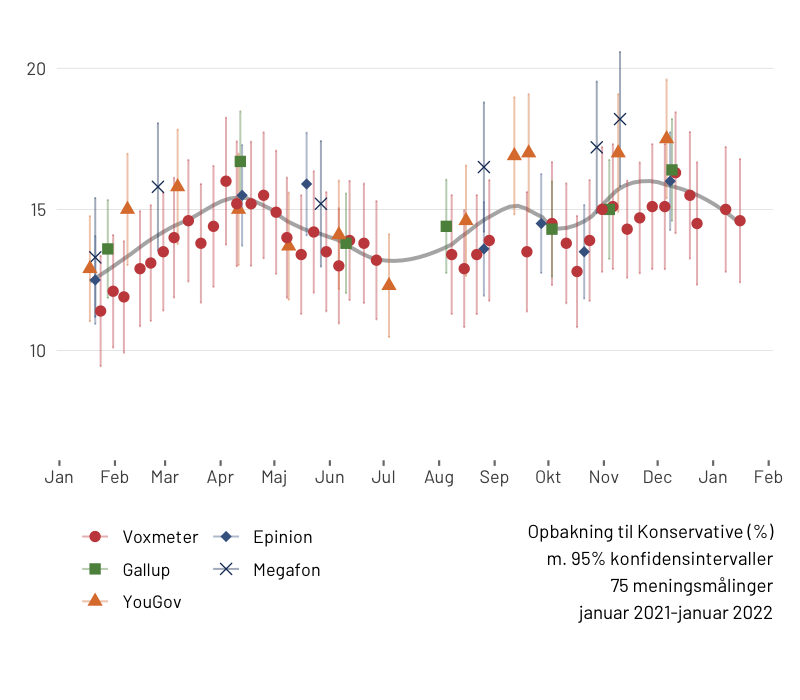 20
15
10
Jan Feb Mar Apr Maj Jun Jul Aug Sep Okt Nov Dec Jan Feb
Voxmeter Epinion
Gallup Megafon
YouGov
Opbakning til Konservative (%)
m. 95% konfidensintervaller
75 meningsmålinger
januar 2021-januar 2022